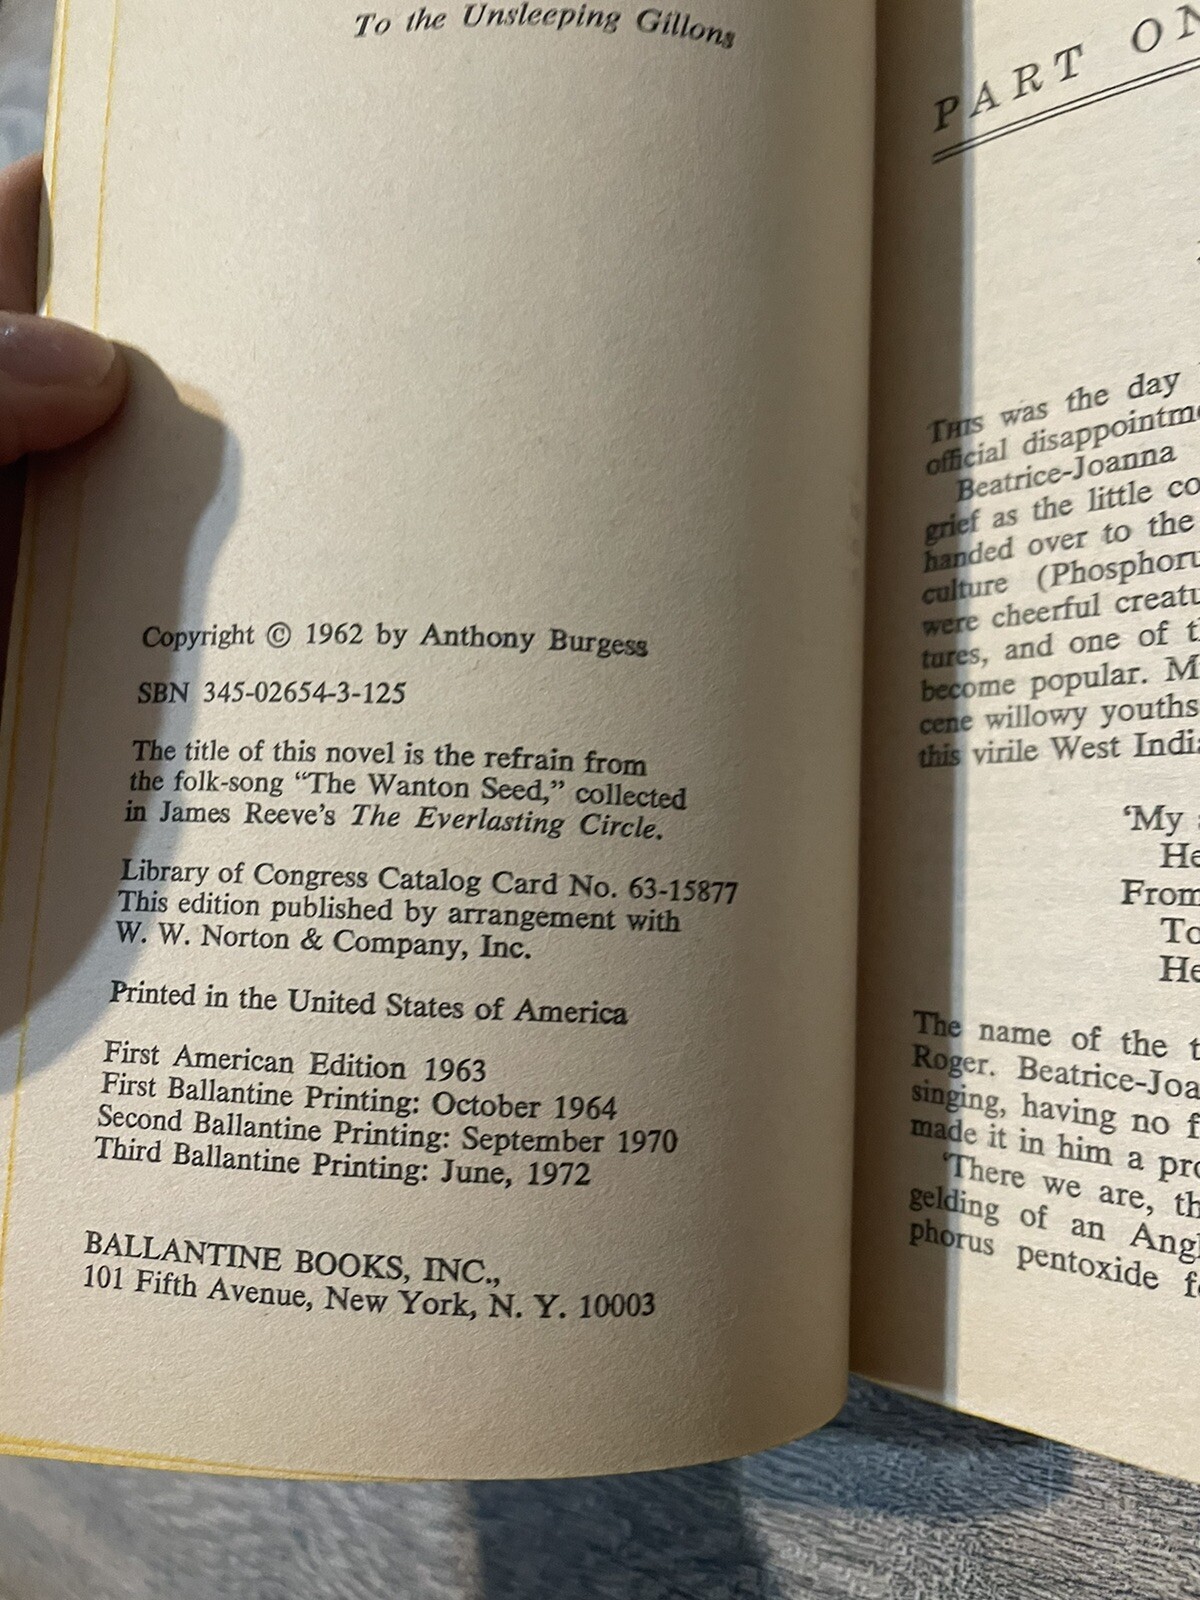 To the Unsleeping Gillons
Copyright © 1962 by Anthony Burgess
SBN 345-02654-3-125
The title of this novel is the refrain from
the folk-song “The Wanton Seed,” collected
in James Reeve's The Everlasting Circle.
Library of Congress Catalog Card No. 63-15877
This edition published by arrangement with
W. W. Norton & Company, Inc.
Printed in the United States of America
First American Edition 1963
First Ballantine Printing: October 1964
Second Ballantine Printing: September 1970
Third Ballantine Printing: June, 1972
BALLANTINE BOOKS, INC.,
101 Fifth Avenue, New York, N. Y. 10003
PART
THIS was the day
official
Beatrice-Joanna
grief as the little
handed over to the
culture
were cheerful
tures, and one of
become popular.
cene willowy youths
this virile West
‘My
From
The name of the
Roger.
singing, having no
made it in him a
‘There we are,
gelding of an
phorus pentoxide